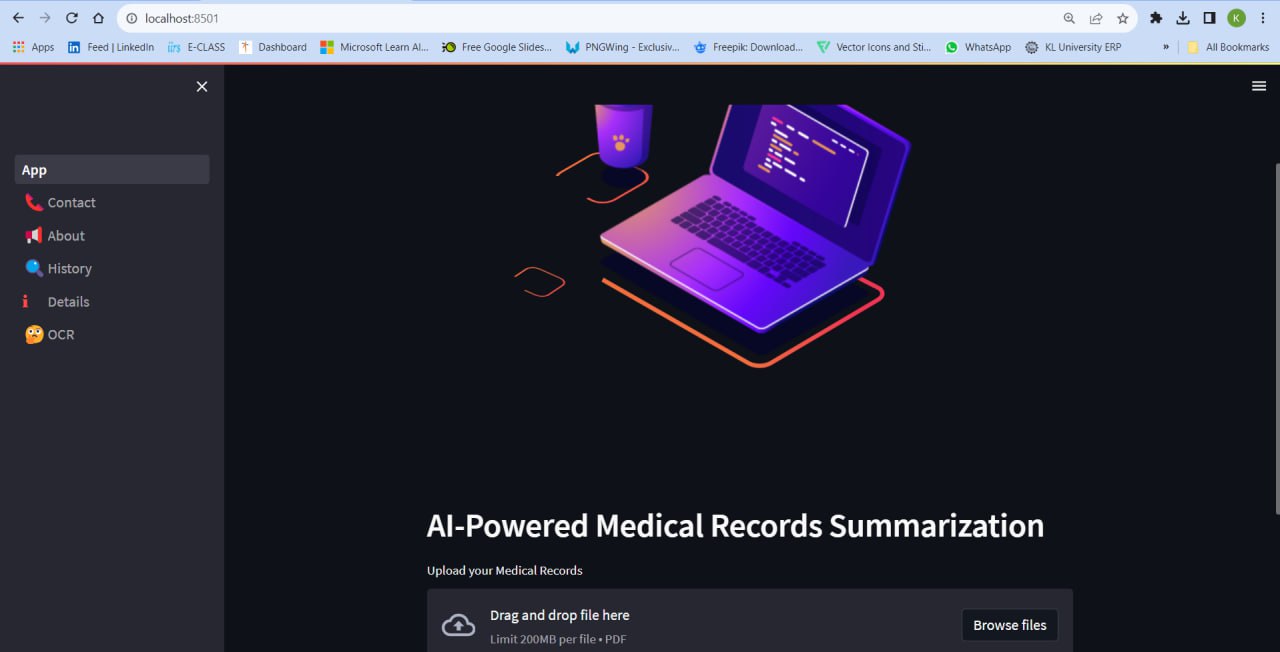 localhost:8501
Apps
Feed | LinkedIn
E-CLASS
Dashboard
Microsoft Learn Al...
Free Google Slides...
PNGWing - Exclusiv...
Freepik: Download...
Vector Icons and Sti...
WhatsApp
KL University ERP
»
All Bookmarks
K
App
Contact
About
History
Details
OCR
AI-Powered Medical Records Summarization
Upload your Medical Records
Drag and drop file here
Limit 200MB per file • PDF
Browse files